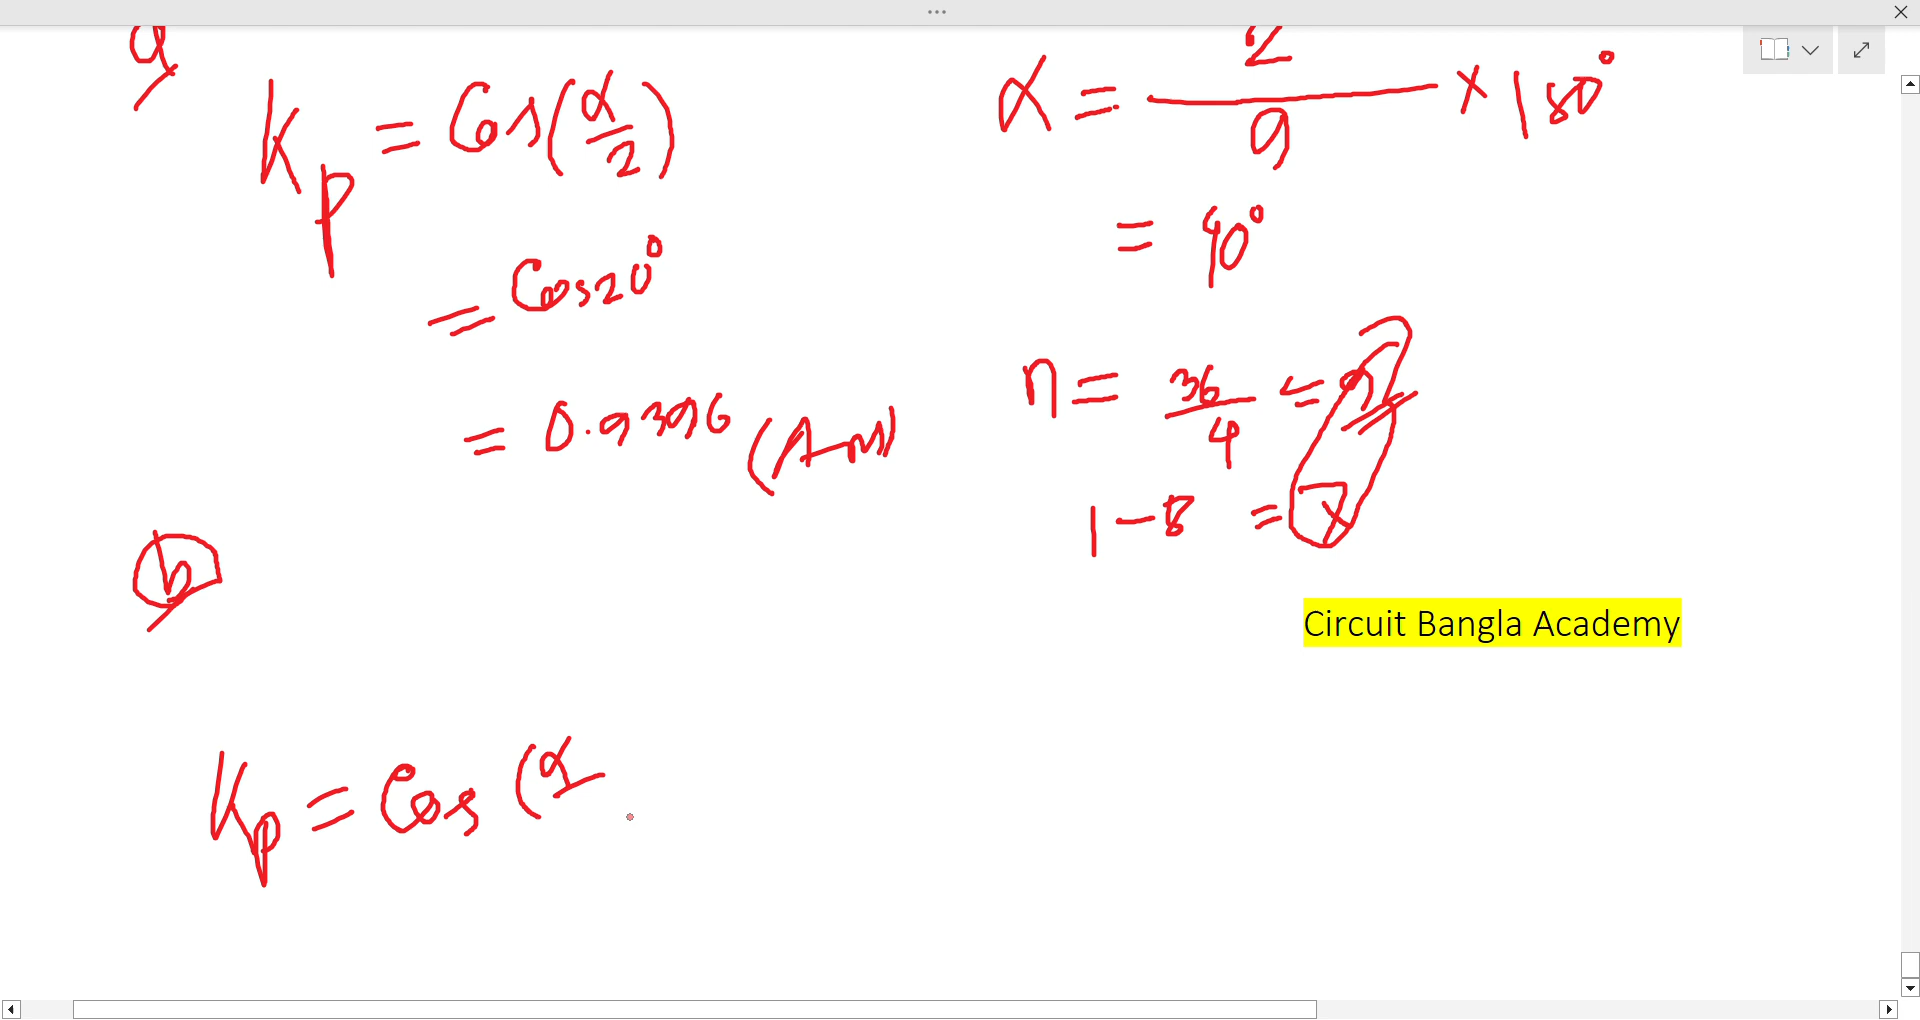 a
Kp = Cos(α/2)
= Cos20°
= 0.9396 (Ans)
α = 2/9 × 180°
= 40°
n = 36/4 = 9
1 - 8 = 7
b
Circuit Bangla Academy
Kp = Cos (α